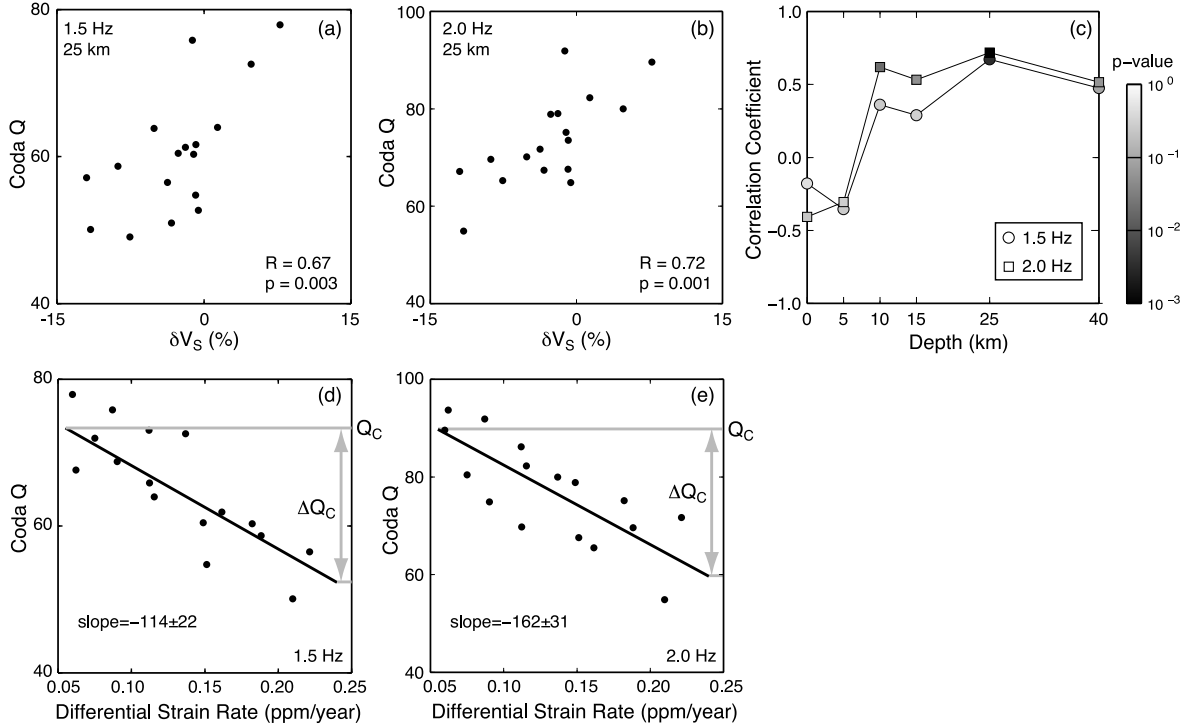 1.5 Hz
25 km
(a)
80
60
40
Coda Q
R = 0.67
p = 0.003
-15
0
15
δVS (%)
2.0 Hz
25 km
(b)
100
80
60
40
Coda Q
R = 0.72
p = 0.001
-15
0
15
δVS (%)
(c)
1.0
0.5
0.0
−0.5
−1.0
Correlation Coefficient
1.5 Hz
2.0 Hz
0
5
10
15
25
40
Depth (km)
p-value
10^0
10^−1
10^−2
10^−3
(d)
80
60
40
Coda Q
QC
ΔQC
slope=−114±22
1.5 Hz
0.05
0.10
0.15
0.20
0.25
Differential Strain Rate (ppm/year)
(e)
100
80
60
40
Coda Q
QC
ΔQC
slope=−162±31
2.0 Hz
0.05
0.10
0.15
0.20
0.25
Differential Strain Rate (ppm/year)